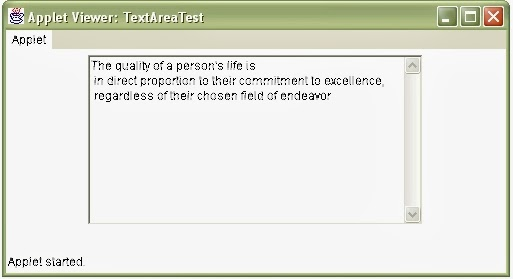 Applet Viewer: TextAreaTest
Applet
The quality of a person's life is
in direct proportion to their commitment to excellence,
regardless of their chosen field of endeavor
Applet started.